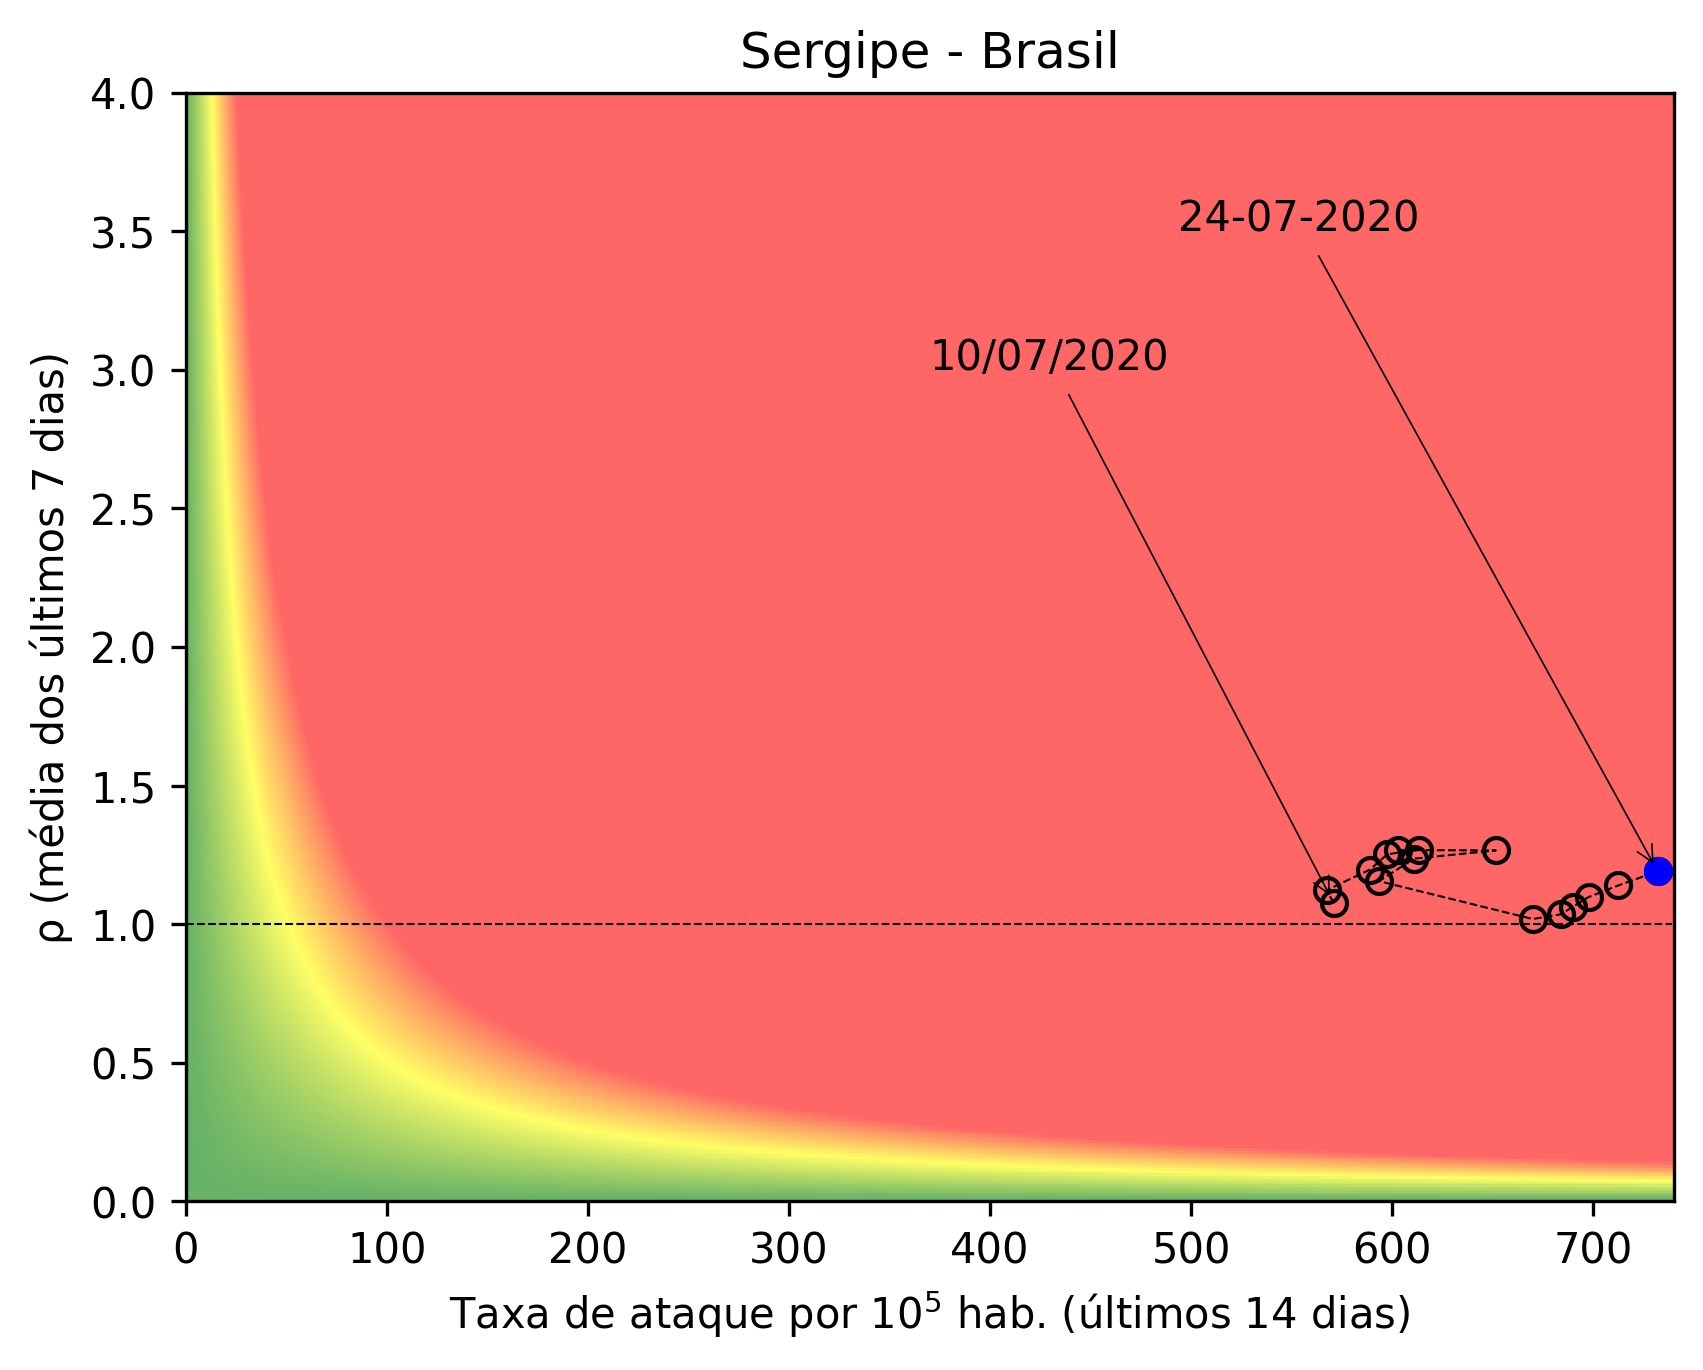 Sergipe - Brasil
4.0
3.5
3.0
2.5
2.0
1.5
1.0
0.5
0.0
ρ (média dos últimos 7 dias)
24-07-2020
10/07/2020
0 100 200 300 400 500 600 700
Taxa de ataque por 10⁵ hab. (últimos 14 dias)